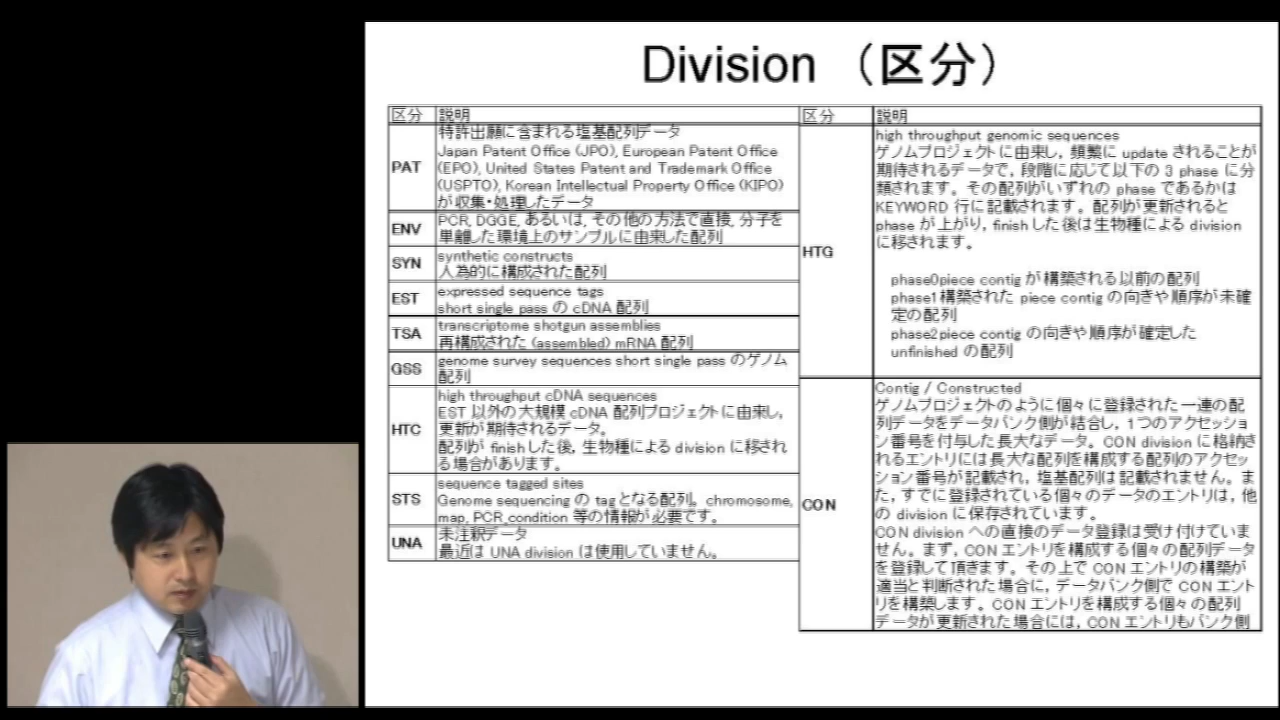 Division （区分）
区分 説明
PAT
特許出願に含まれる塩基配列データ
Japan Patent Office (JPO), European Patent Office
(EPO), United States Patent and Trademark Office
(USPTO), Korean Intellectual Property Office (KIPO)
が収集・処理したデータ
ENV
PCR, DGGE, あるいは, その他の方法で直接, 分子を
単離した環境上のサンプルに由来した配列
SYN
synthetic constructs
人為的に構成された配列
EST
expressed sequence tags
short single pass の cDNA 配列
TSA
transcriptome shotgun assemblies
再構成された (assembled) mRNA 配列
GSS
genome survey sequences short single pass のゲノム
配列
HTC
high throughput cDNA sequences
EST 以外の大規模 cDNA 配列プロジェクトに由来し,
更新が期待されるデータ。
配列が finish した後, 生物種による division に移され
る場合があります。
STS
sequence tagged sites
Genome sequencing の tag となる配列。chromosome,
map, PCR_condition 等の情報が必要です。
UNA
未注釈データ
最近は UNA division は使用していません。
区分 説明
HTG
high throughput genomic sequences
ゲノムプロジェクトに由来し, 頻繁に update されることが
期待されるデータで, 段階に応じて以下の 3 phase に分
類されます。その配列がいずれの phase であるかは
KEYWORD 行に記載されます。配列が更新されると
phase が上がり, finish した後は生物種による division
に移されます。
phase0piece contig が構築される以前の配列
phase1構築された piece contig の向きや順序が未確
定の配列
phase2piece contig の向きや順序が確定した
unfinished の配列
CON
Contig / Constructed
ゲノムプロジェクトのように個々に登録された一連の配
列データをデータバンク側が結合し, 1つのアクセッショ
ン番号を付与した長大なデータ。CON division に格納さ
れるエントリには長大な配列を構成する配列のアクセッ
ション番号が記載され, 塩基配列は記載されません。ま
た, すでに登録されている個々のデータのエントリは, 他
の division に保存されています。
CON division への直接のデータ登録は受け付けていま
せん。まず, CON エントリを構成する個々の配列データ
を登録して頂きます。その上で CON エントリの構築が
適当と判断された場合に, データバンク側で CON エント
リを構築します。CON エントリを構成する個々の配列
データが更新された場合には, CON エントリもバンク側